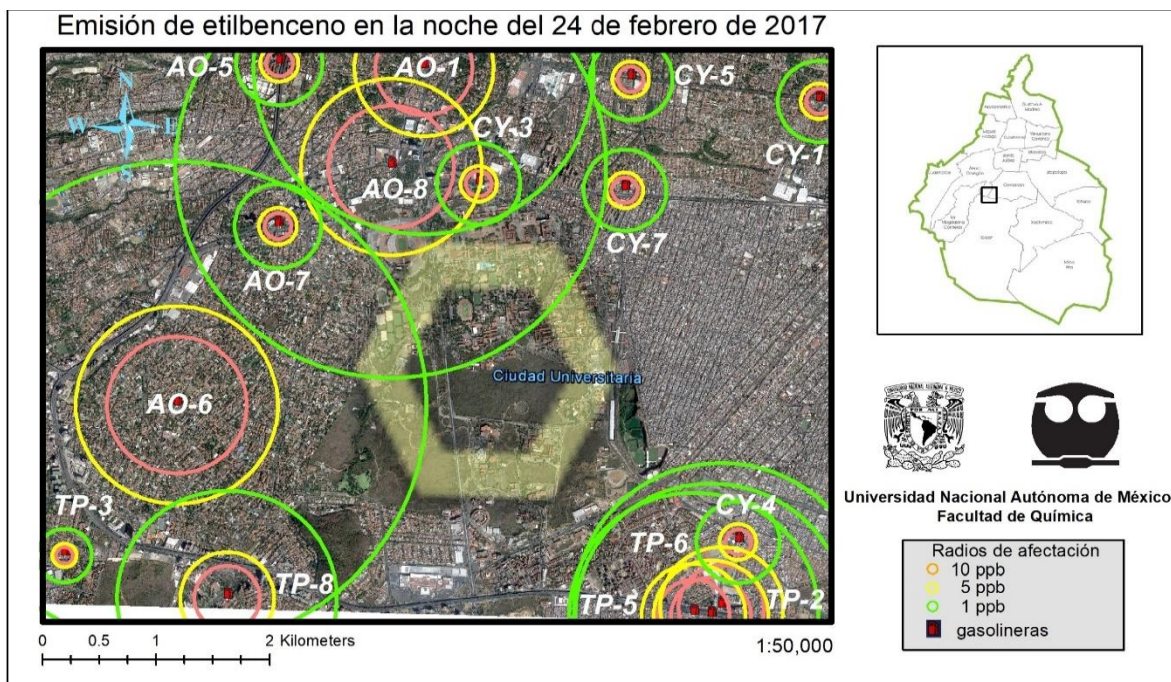 Emisión de etilbenceno en la noche del 24 de febrero de 2017
AO-5
AO-1
CY-5
N
W
E
S
CY-3
CY-1
AO-8
CY-7
AO-7
Ciudad Universitaria
AO-6
TP-3
CY-4
TP-6
TP-8
TP-5
TP-2
0 0.5 1 2 Kilometers
1:50,000
Universidad Nacional Autónoma de México
Facultad de Química
Radios de afectación
10 ppb
5 ppb
1 ppb
gasolineras